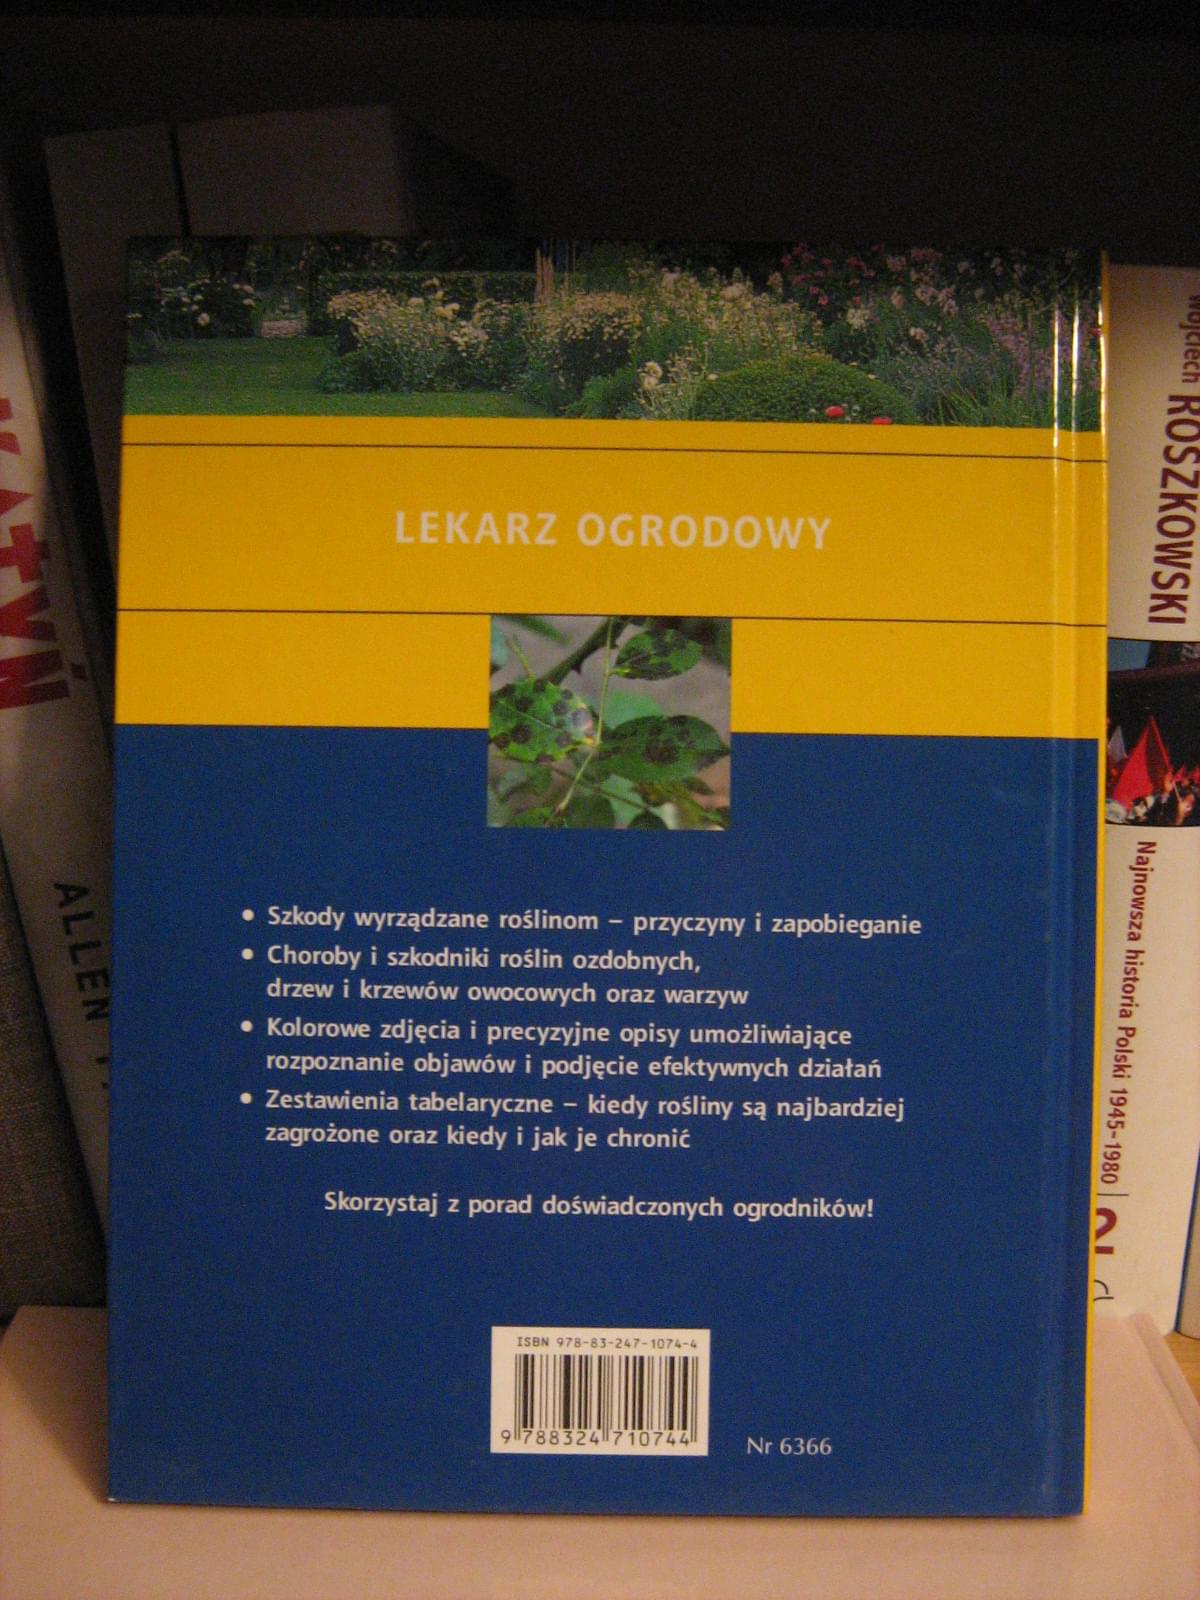 LEKARZ OGRODOWY
• Szkody wyrządzane roślinom – przyczyny i zapobieganie
• Choroby i szkodniki roślin ozdobnych,
drzew i krzewów owocowych oraz warzyw
• Kolorowe zdjęcia i precyzyjne opisy umożliwiające
rozpoznanie objawów i podjęcie efektywnych działań
• Zestawienia tabelaryczne – kiedy rośliny są najbardziej
zagrożone oraz kiedy i jak je chronić
Skorzystaj z porad doświadczonych ogrodników!
ISBN 978-83-247-1074-4
9 788324 710744
Nr 6366
ROSZKOWSKI
Najnowsza historia Polski 1945-1980
ALLEN